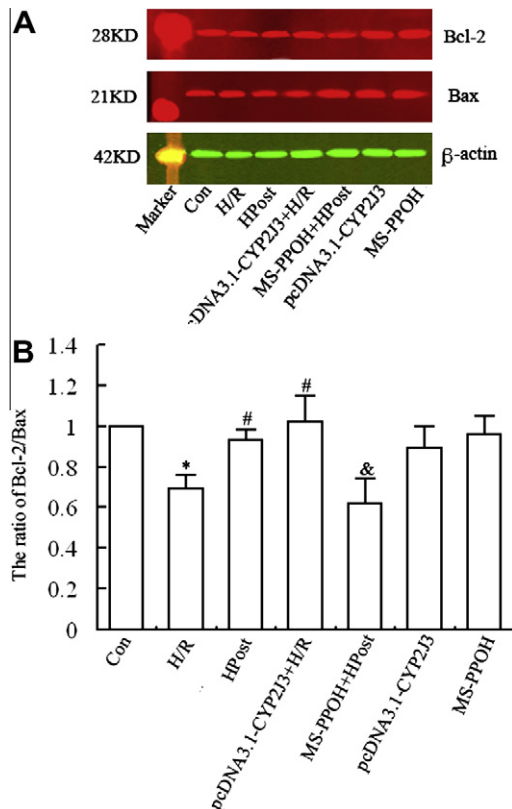 A
28KD
Bcl-2
21KD
Bax
42KD
β-actin
Marker
Con
H/R
HPost
cDNA3.1-CYP2J3+H/R
MS-PPOH+HPost
pcDNA3.1-CYP2J3
MS-PPOH
B
The ratio of Bcl-2/Bax
1.4
1.2
1
0.8
0.6
0.4
0.2
0
*
#
#
&
Con
H/R
HPost
pcDNA3.1-CYP2J3+H/R
MS-PPOH+HPost
pcDNA3.1-CYP2J3
MS-PPOH